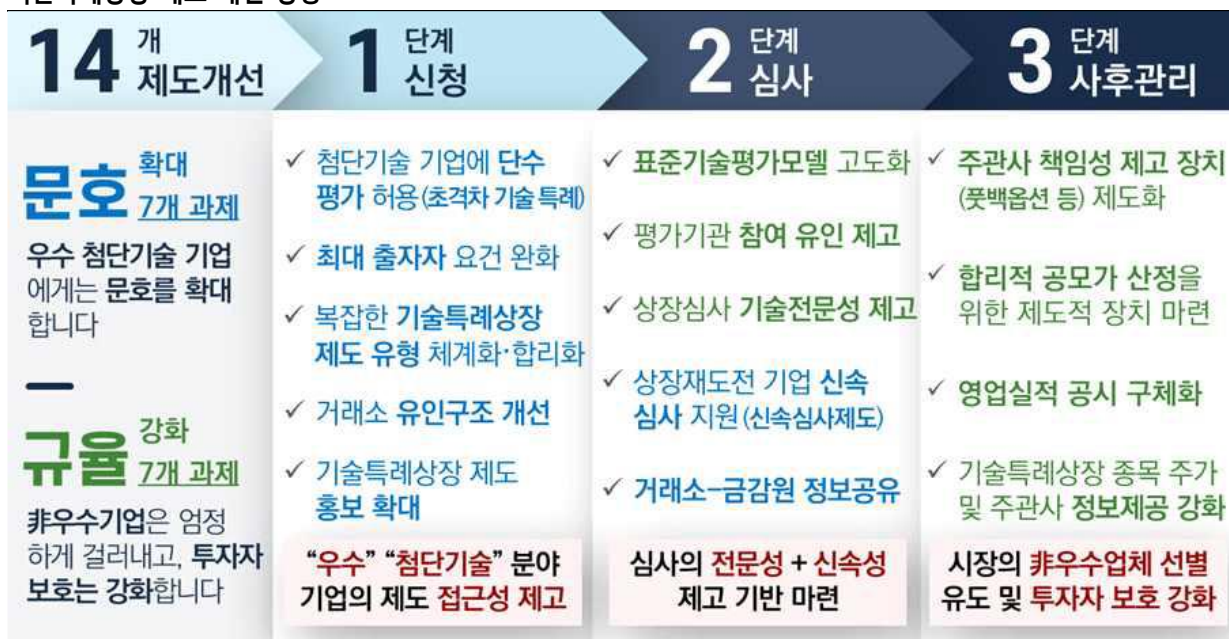 14 개 제도개선
1 단계 신청
2 단계 심사
3 단계 사후관리
문호 확대 7개 과제
우수 첨단기술 기업
에게는 문호를 확대
합니다
규율 강화 7개 과제
非우수기업은 엄정
하게 걸러내고, 투자자
보호는 강화합니다
✓ 첨단기술 기업에 단수
평가 허용(초격차 기술 특례)
✓ 최대 출자자 요건 완화
✓ 복잡한 기술특례상장
제도 유형 체계화·합리화
✓ 거래소 유인구조 개선
✓ 기술특례상장 제도
홍보 확대
“우수” “첨단기술” 분야
기업의 제도 접근성 제고
✓ 표준기술평가모델 고도화
✓ 평가기관 참여 유인 제고
✓ 상장심사 기술전문성 제고
✓ 상장재도전 기업 신속
심사 지원(신속심사제도)
✓ 거래소-금감원 정보공유
심사의 전문성 + 신속성
제고 기반 마련
✓ 주관사 책임성 제고 장치
(풋백옵션 등) 제도화
✓ 합리적 공모가 산정을
위한 제도적 장치 마련
✓ 영업실적 공시 구체화
✓ 기술특례상장 종목 주가
및 주관사 정보제공 강화
시장의 非우수업체 선별
유도 및 투자자 보호 강화